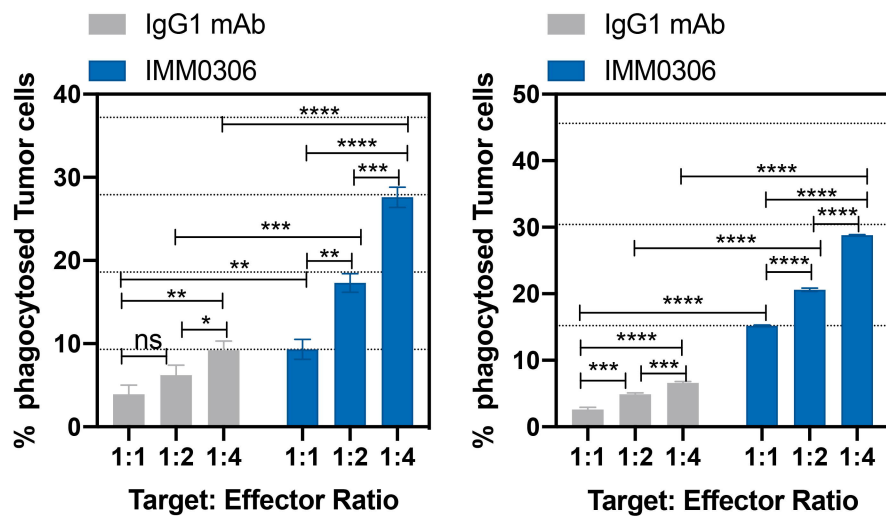 IgG1 mAb
IMM0306
% phagocytosed Tumor cells
40
30
20
10
0
****
****
***
***
**
**
**
*
ns
1:1 1:2 1:4 1:1 1:2 1:4
Target: Effector Ratio
IgG1 mAb
IMM0306
% phagocytosed Tumor cells
50
40
30
20
10
0
****
****
****
****
****
****
****
***
***
1:1 1:2 1:4 1:1 1:2 1:4
Target: Effector Ratio